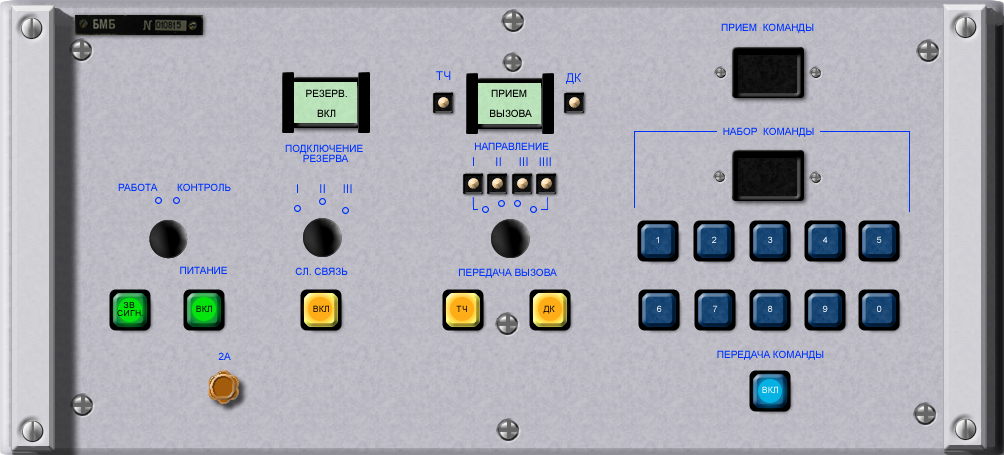 БМБ
N 010815
ПРИЕМ КОМАНДЫ
ТЧ
ДК
РЕЗЕРВ.
ВКЛ
ПРИЕМ
ВЫЗОВА
НАБОР КОМАНДЫ
ПОДКЛЮЧЕНИЕ
РЕЗЕРВА
НАПРАВЛЕНИЕ
I II III IIII
РАБОТА КОНТРОЛЬ
I II III
1 2 3 4 5
ПИТАНИЕ
СЛ. СВЯЗЬ
ПЕРЕДАЧА ВЫЗОВА
ЗВ
СИГН.
ВКЛ
ВКЛ
ТЧ
ДК
6 7 8 9 0
2А
ПЕРЕДАЧА КОМАНДЫ
ВКЛ